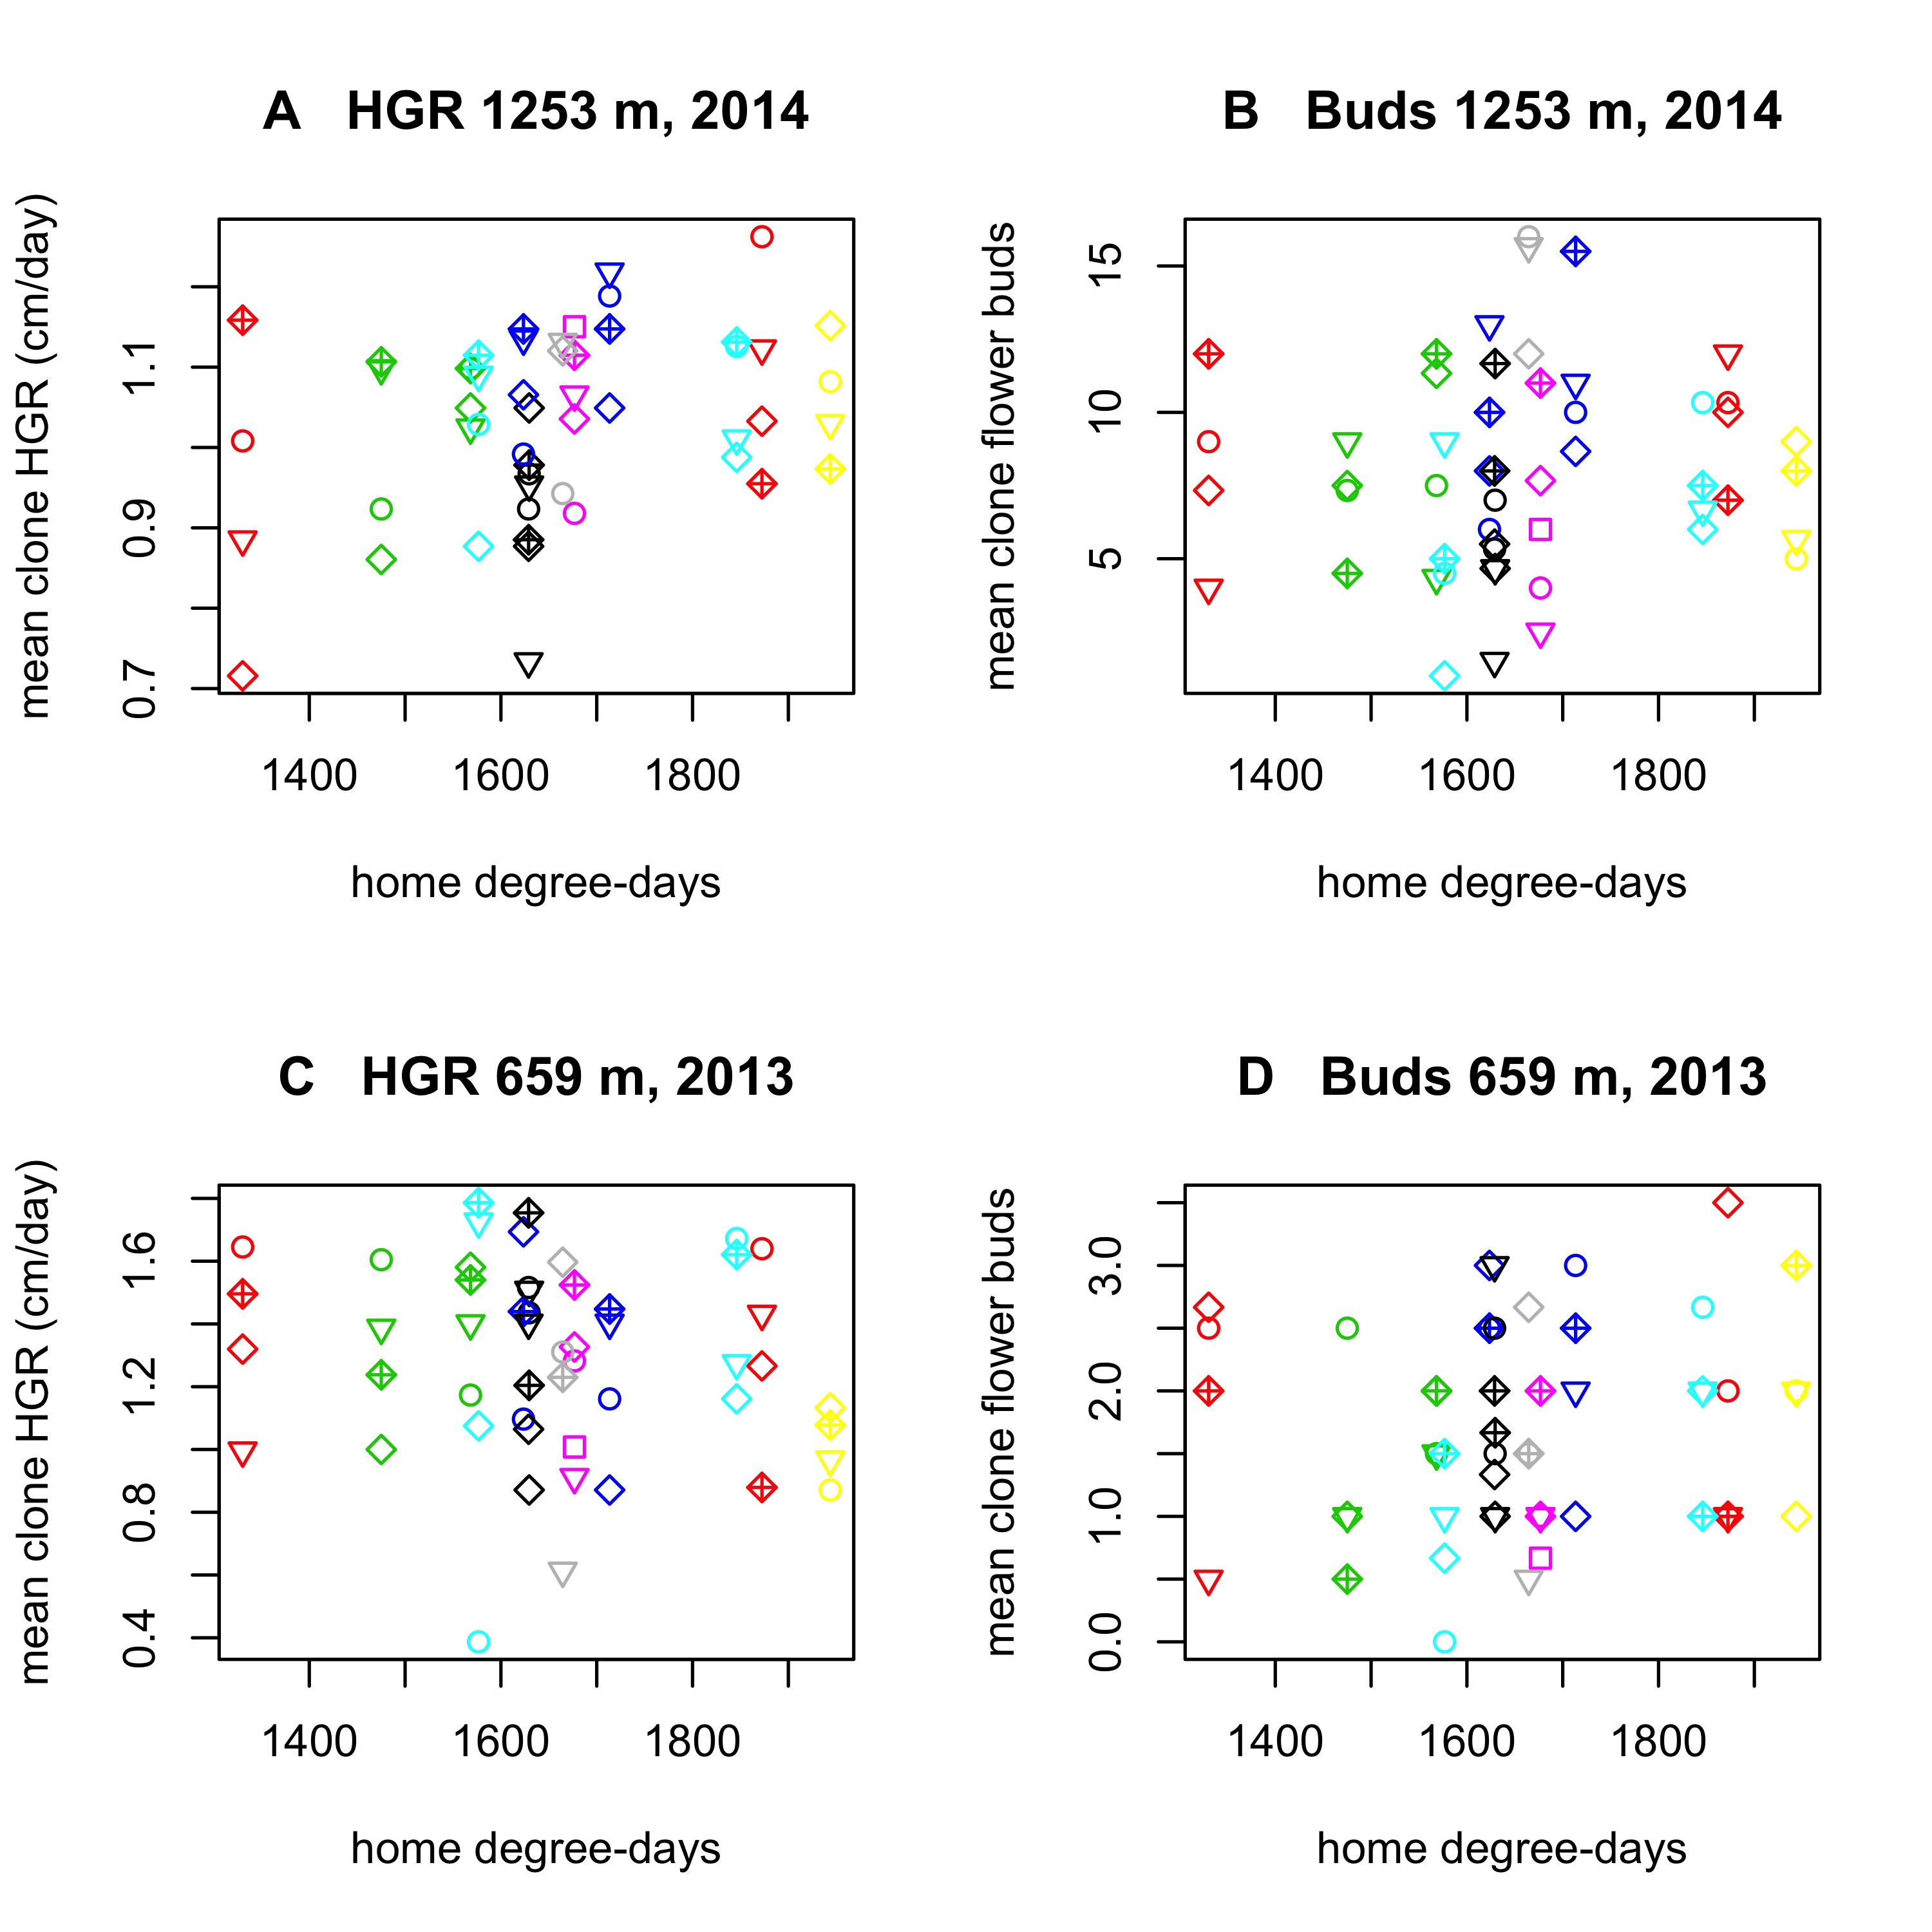 A HGR 1253 m, 2014
mean clone HGR (cm/day)
0.7 0.9 1.1
1400 1600 1800
home degree-days
B Buds 1253 m, 2014
mean clone flower buds
5 10 15
1400 1600 1800
home degree-days
C HGR 659 m, 2013
mean clone HGR (cm/day)
0.4 0.8 1.2 1.6
1400 1600 1800
home degree-days
D Buds 659 m, 2013
mean clone flower buds
0.0 1.0 2.0 3.0
1400 1600 1800
home degree-days